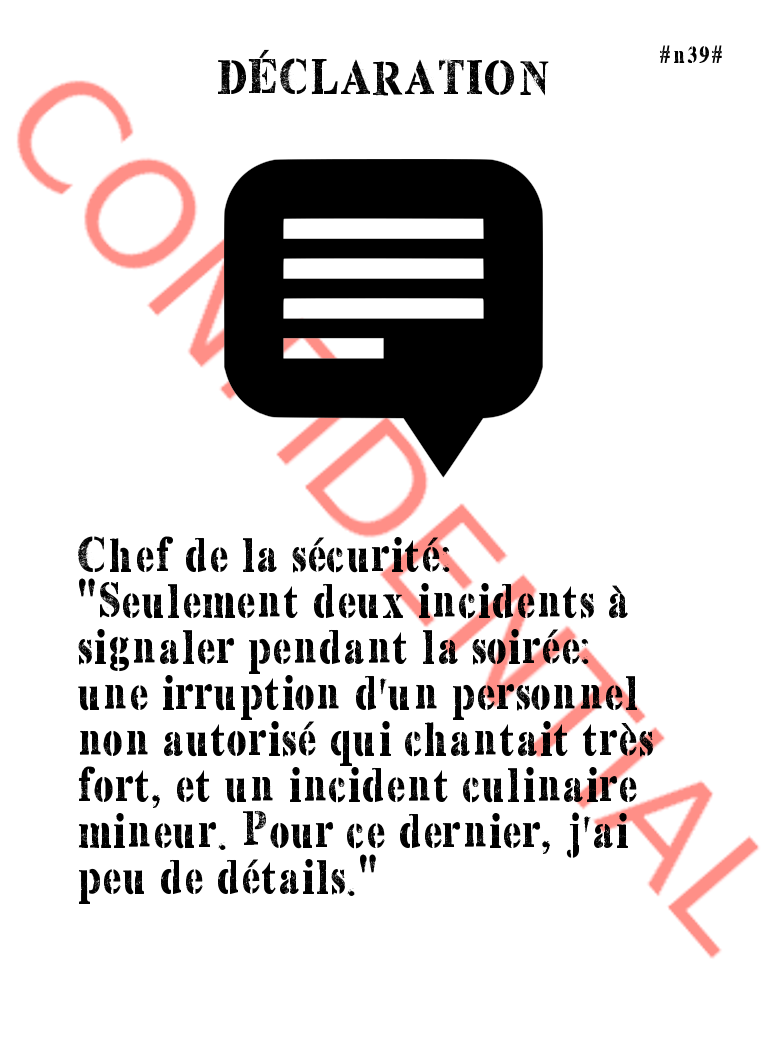 #n39#
DÉCLARATION
CONFIDENTIAL
Chef de la sécurité:
"Seulement deux incidents à
signaler pendant la soirée:
une irruption d'un personnel
non autorisé qui chantait très
fort, et un incident culinaire
mineur. Pour ce dernier, j'ai
peu de détails."